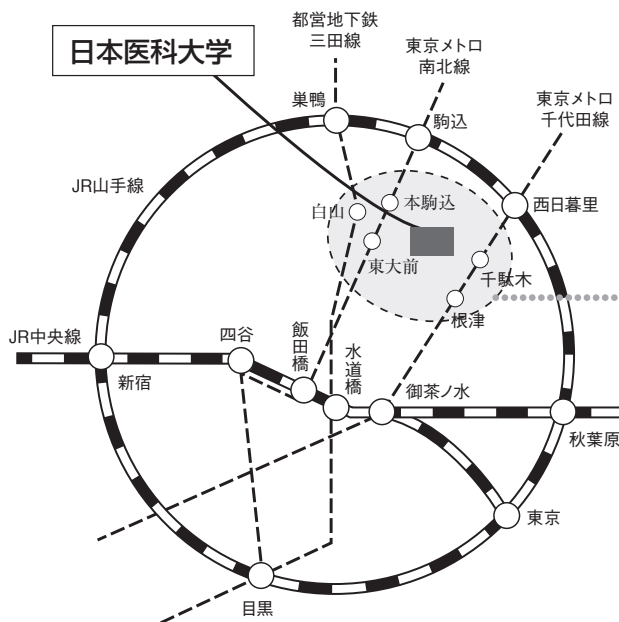 都営地下鉄
三田線
日本医科大学
東京メトロ
南北線
東京メトロ
千代田線
巣鴨
駒込
JR山手線
白山
本駒込
西日暮里
東大前
千駄木
根津
JR中央線
四谷
飯田橋
水道橋
新宿
御茶ノ水
秋葉原
東京
目黒